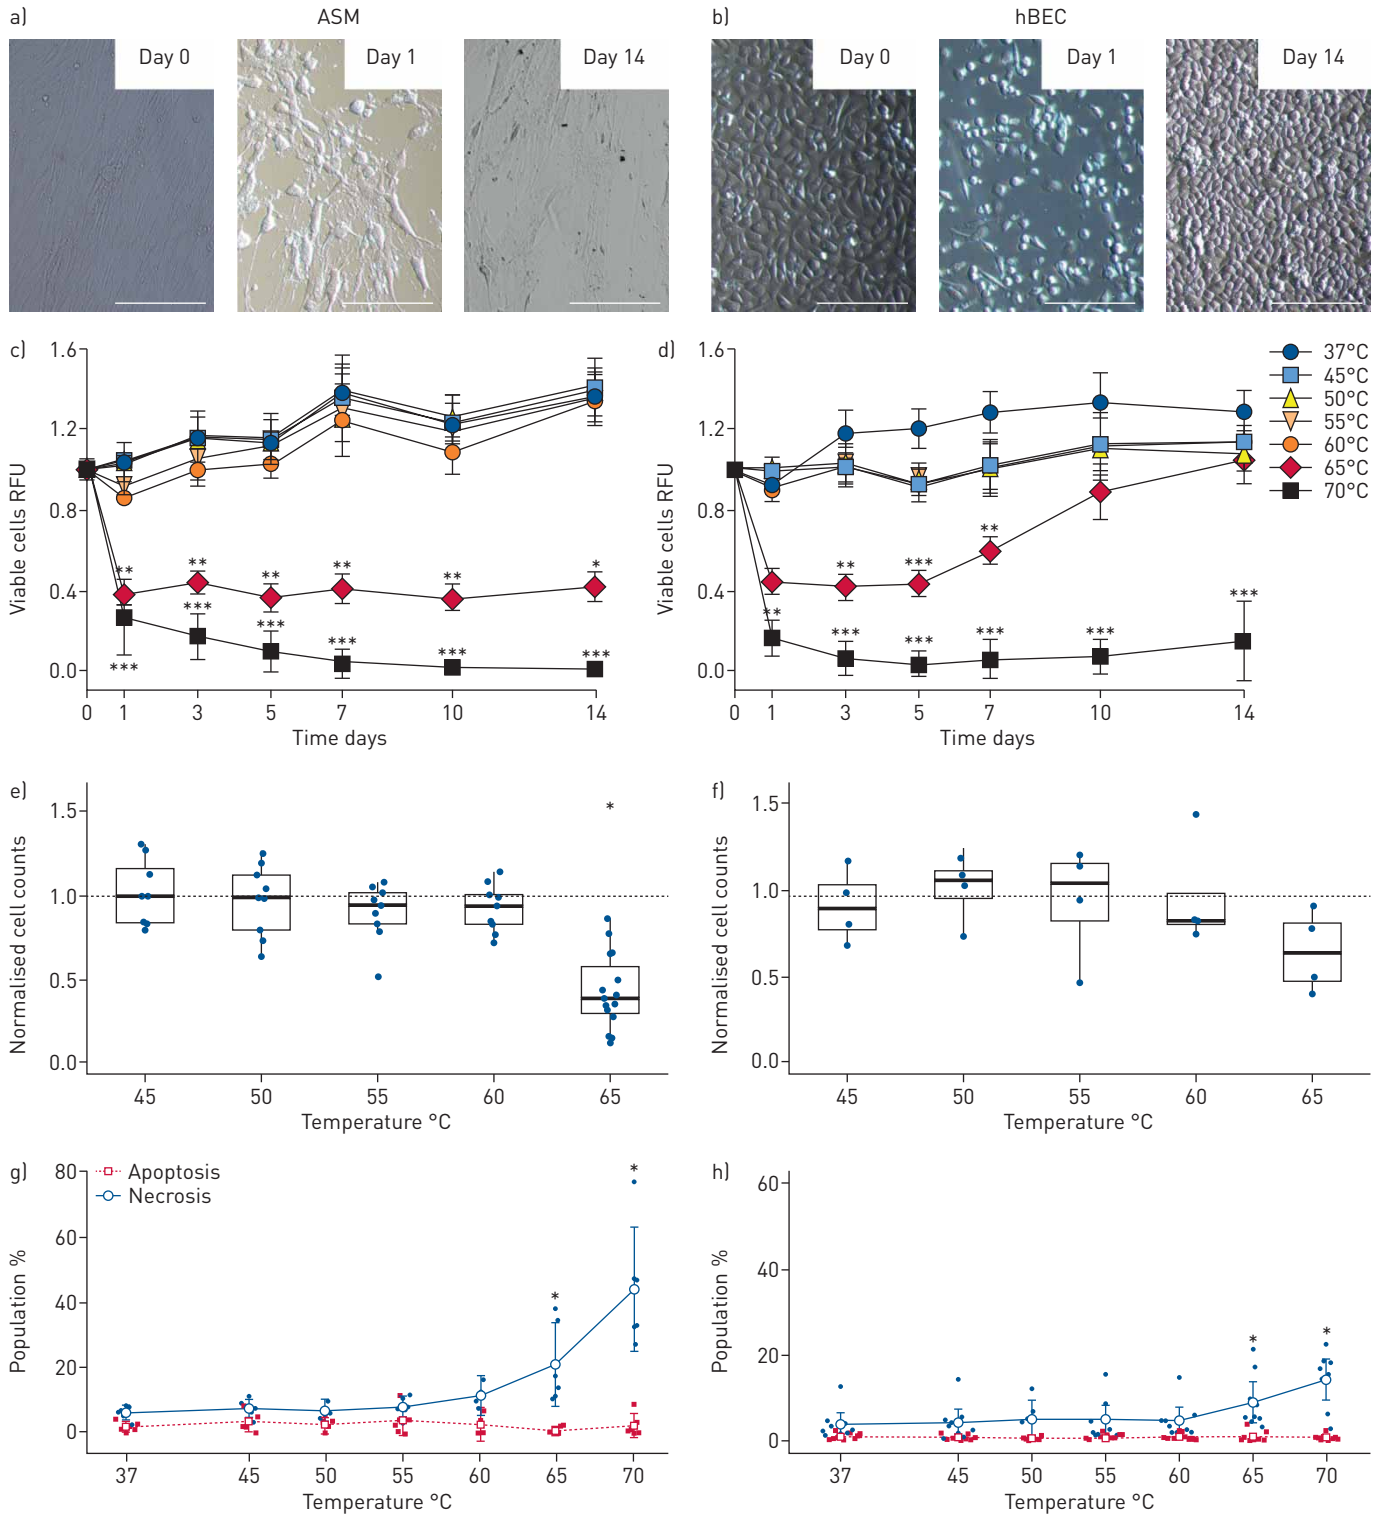 a)
ASM
Day 0
Day 1
Day 14
b)
hBEC
Day 0
Day 1
Day 14
c)
Viable cells RFU
1.6
1.2
0.8
0.4
0.0
** ** ** ** ** *
*** *** *** *** *** ***
0 1 3 5 7 10 14
Time days
d)
Viable cells RFU
1.6
1.2
0.8
0.4
0.0
** *** **
** *** *** *** *** ***
0 1 3 5 7 10 14
Time days
37°C
45°C
50°C
55°C
60°C
65°C
70°C
e)
Normalised cell counts
1.5
1.0
0.5
0.0
*
45 50 55 60 65
Temperature °C
f)
Normalised cell counts
1.5
1.0
0.5
0.0
45 50 55 60 65
Temperature °C
g)
Population %
80
60
40
20
0
Apoptosis
Necrosis
* *
37 45 50 55 60 65 70
Temperature °C
h)
Population %
60
40
20
0
* *
37 45 50 55 60 65 70
Temperature °C